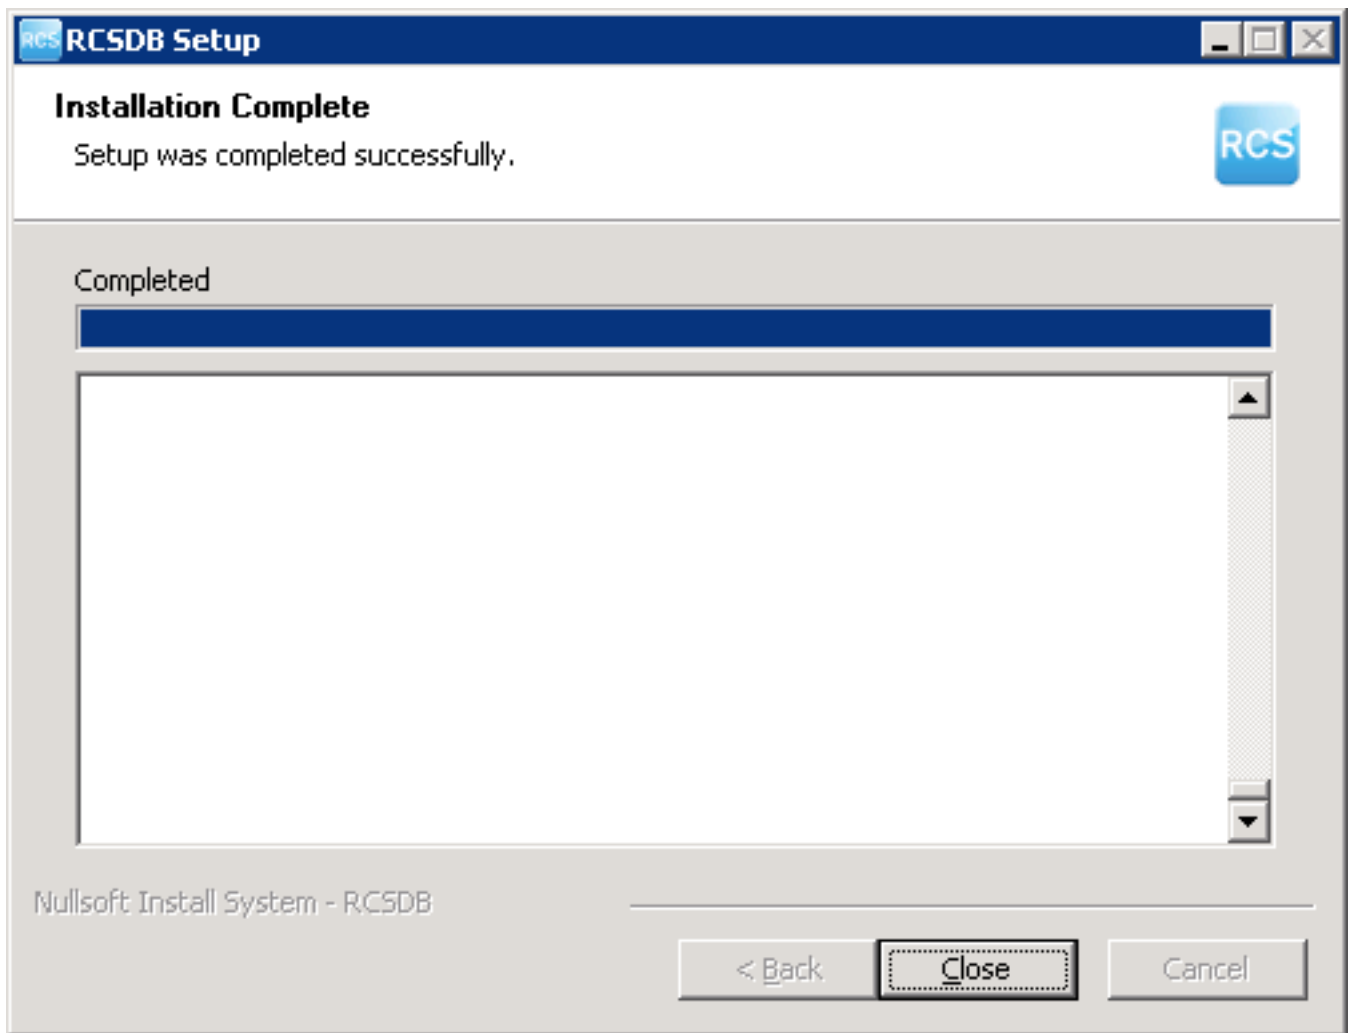 RCS RCSDB Setup
Installation Complete
Setup was completed successfully.
RCS
Completed
Nullsoft Install System - RCSDB
< Back Close Cancel